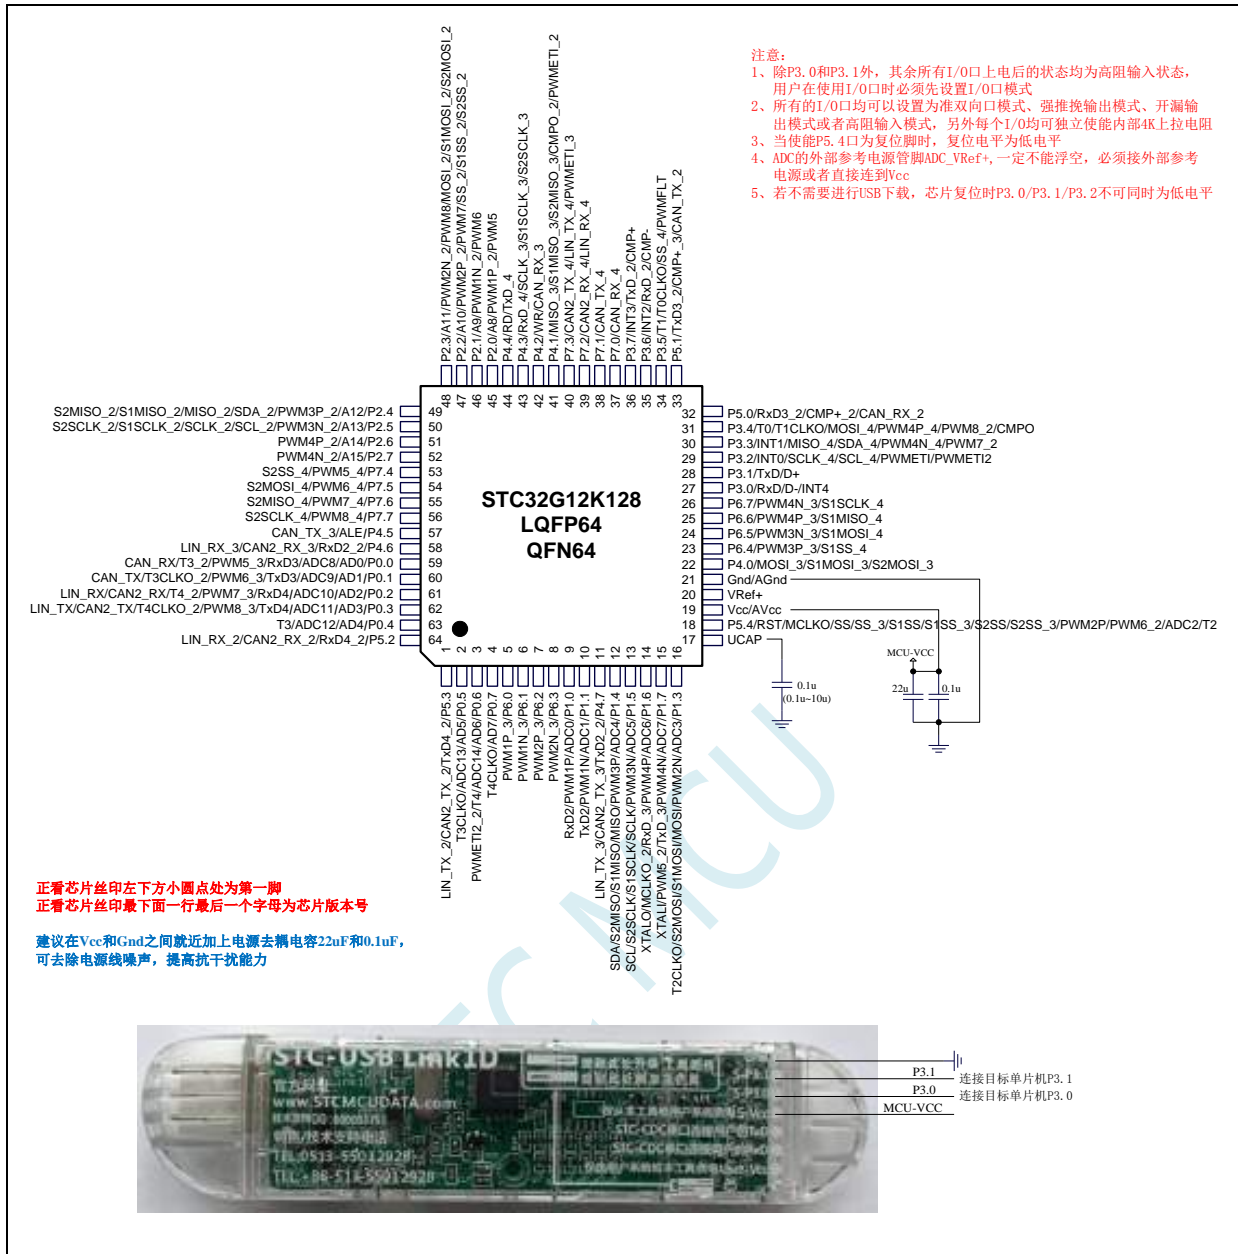 注意：
1、除P3.0和P3.1外，其余所有I/O口上电后的状态均为高阻输入状态，
用户在使用I/O口时必须先设置I/O口模式
2、所有的I/O口均可以设置为准双向口模式、强推挽输出模式、开漏输
出模式或者高阻输入模式，另外每个I/O均可独立使能内部4K上拉电阻
3、当使能P5.4口为复位脚时，复位电平为低电平
4、ADC的外部参考电源管脚ADC_VRef+,一定不能浮空，必须接外部参考
电源或者直接连到Vcc
5、若不需要进行USB下载，芯片复位时P3.0/P3.1/P3.2不可同时为低电平
P2.3/A11/PWM2N_2/PWM8/MOSI_2/S1MOSI_2/S2MOSI_2
P2.2/A10/PWM2P_2/PWM7/SS_2/S1SS_2/S2SS_2
P2.1/A9/PWM1N_2/PWM6
P2.0/A8/PWM1P_2/PWM5
P4.4/RD/TxD_4
P4.3/RxD_4/SCLK_3/S1SCLK_3/S2SCLK_3
P4.2/WR/CAN_RX_3
P4.1/MISO_3/S1MISO_3/S2MISO_3/CMPO_2/PWMETI_2
P7.3/CAN2_TX_4/LIN_TX_4/PWMETI_3
P7.2/CAN2_RX_4/LIN_RX_4
P7.1/CAN_TX_4
P7.0/CAN_RX_4
P3.7/INT3/TxD_2/CMP+
P3.6/INT2/RxD_2/CMP-
P3.5/T1/T0CLKO/SS_4/PWMFLT
P5.1/TxD3_2/CMP+_3/CAN_TX_2
48 47 46 45 44 43 42 41 40 39 38 37 36 35 34 33
S2MISO_2/S1MISO_2/MISO_2/SDA_2/PWM3P_2/A12/P2.4 49
S2SCLK_2/S1SCLK_2/SCLK_2/SCL_2/PWM3N_2/A13/P2.5 50
PWM4P_2/A14/P2.6 51
PWM4N_2/A15/P2.7 52
S2SS_4/PWM5_4/P7.4 53
S2MOSI_4/PWM6_4/P7.5 54
S2MISO_4/PWM7_4/P7.6 55
S2SCLK_4/PWM8_4/P7.7 56
CAN_TX_3/ALE/P4.5 57
LIN_RX_3/CAN2_RX_3/RxD2_2/P4.6 58
CAN_RX/T3_2/PWM5_3/RxD3/ADC8/AD0/P0.0 59
CAN_TX/T3CLKO_2/PWM6_3/TxD3/ADC9/AD1/P0.1 60
LIN_RX/CAN2_RX/T4_2/PWM7_3/RxD4/ADC10/AD2/P0.2 61
LIN_TX/CAN2_TX/T4CLKO_2/PWM8_3/TxD4/ADC11/AD3/P0.3 62
T3/ADC12/AD4/P0.4 63
LIN_RX_2/CAN2_RX_2/RxD4_2/P5.2 64
STC32G12K128
LQFP64
QFN64
32 P5.0/RxD3_2/CMP+_2/CAN_RX_2
31 P3.4/T0/T1CLKO/MOSI_4/PWM4P_4/PWM8_2/CMPO
30 P3.3/INT1/MISO_4/SDA_4/PWM4N_4/PWM7_2
29 P3.2/INT0/SCLK_4/SCL_4/PWMETI/PWMETI2
28 P3.1/TxD/D+
27 P3.0/RxD/D-/INT4
26 P6.7/PWM4N_3/S1SCLK_4
25 P6.6/PWM4P_3/S1MISO_4
24 P6.5/PWM3N_3/S1MOSI_4
23 P6.4/PWM3P_3/S1SS_4
22 P4.0/MOSI_3/S1MOSI_3/S2MOSI_3
21 Gnd/AGnd
20 VRef+
19 Vcc/AVcc
18 P5.4/RST/MCLKO/SS/SS_3/S1SS/S1SS_3/S2SS/S2SS_3/PWM2P/PWM6_2/ADC2/T2
17 UCAP
MCU-VCC
0.1u
(0.1u~10u)
22u
0.1u
1 2 3 4 5 6 7 8 9 10 11 12 13 14 15 16
LIN_TX_2/CAN2_TX_2/TxD4_2/P5.3
T3CLKO/ADC13/AD5/P0.5
PWMETI2_2/T4/ADC14/AD6/P0.6
T4CLKO/AD7/P0.7
PWM1P_3/P6.0
PWM1N_3/P6.1
PWM2P_3/P6.2
PWM2N_3/P6.3
RxD2/PWM1P/ADC0/P1.0
TxD2/PWM1N/ADC1/P1.1
LIN_TX_3/CAN2_TX_3/TxD2_2/P4.7
SDA/S2MISO/S1MISO/MISO/PWM3P/ADC4/P1.4
SCL/S2SCLK/S1SCLK/SCLK/PWM3N/ADC5/P1.5
XTALO/MCLKO_2/RxD_3/PWM4P/ADC6/P1.6
XTALI/PWM5_2/TxD_3/PWM4N/ADC7/P1.7
T2CLKO/S2MOSI/S1MOSI/MOSI/PWM2N/ADC3/P1.3
正看芯片丝印左下方小圆点处为第一脚
正看芯片丝印最下面一行最后一个字母为芯片版本号
建议在Vcc和Gnd之间就近加上电源去耦电容22uF和0.1uF，
可去除电源线噪声，提高抗干扰能力
STC MCU
STC-USB Link1D
www.STCMCUDATA.com
TEL:0513-55012928
P3.1 连接目标单片机P3.1
P3.0 连接目标单片机P3.0
MCU-VCC